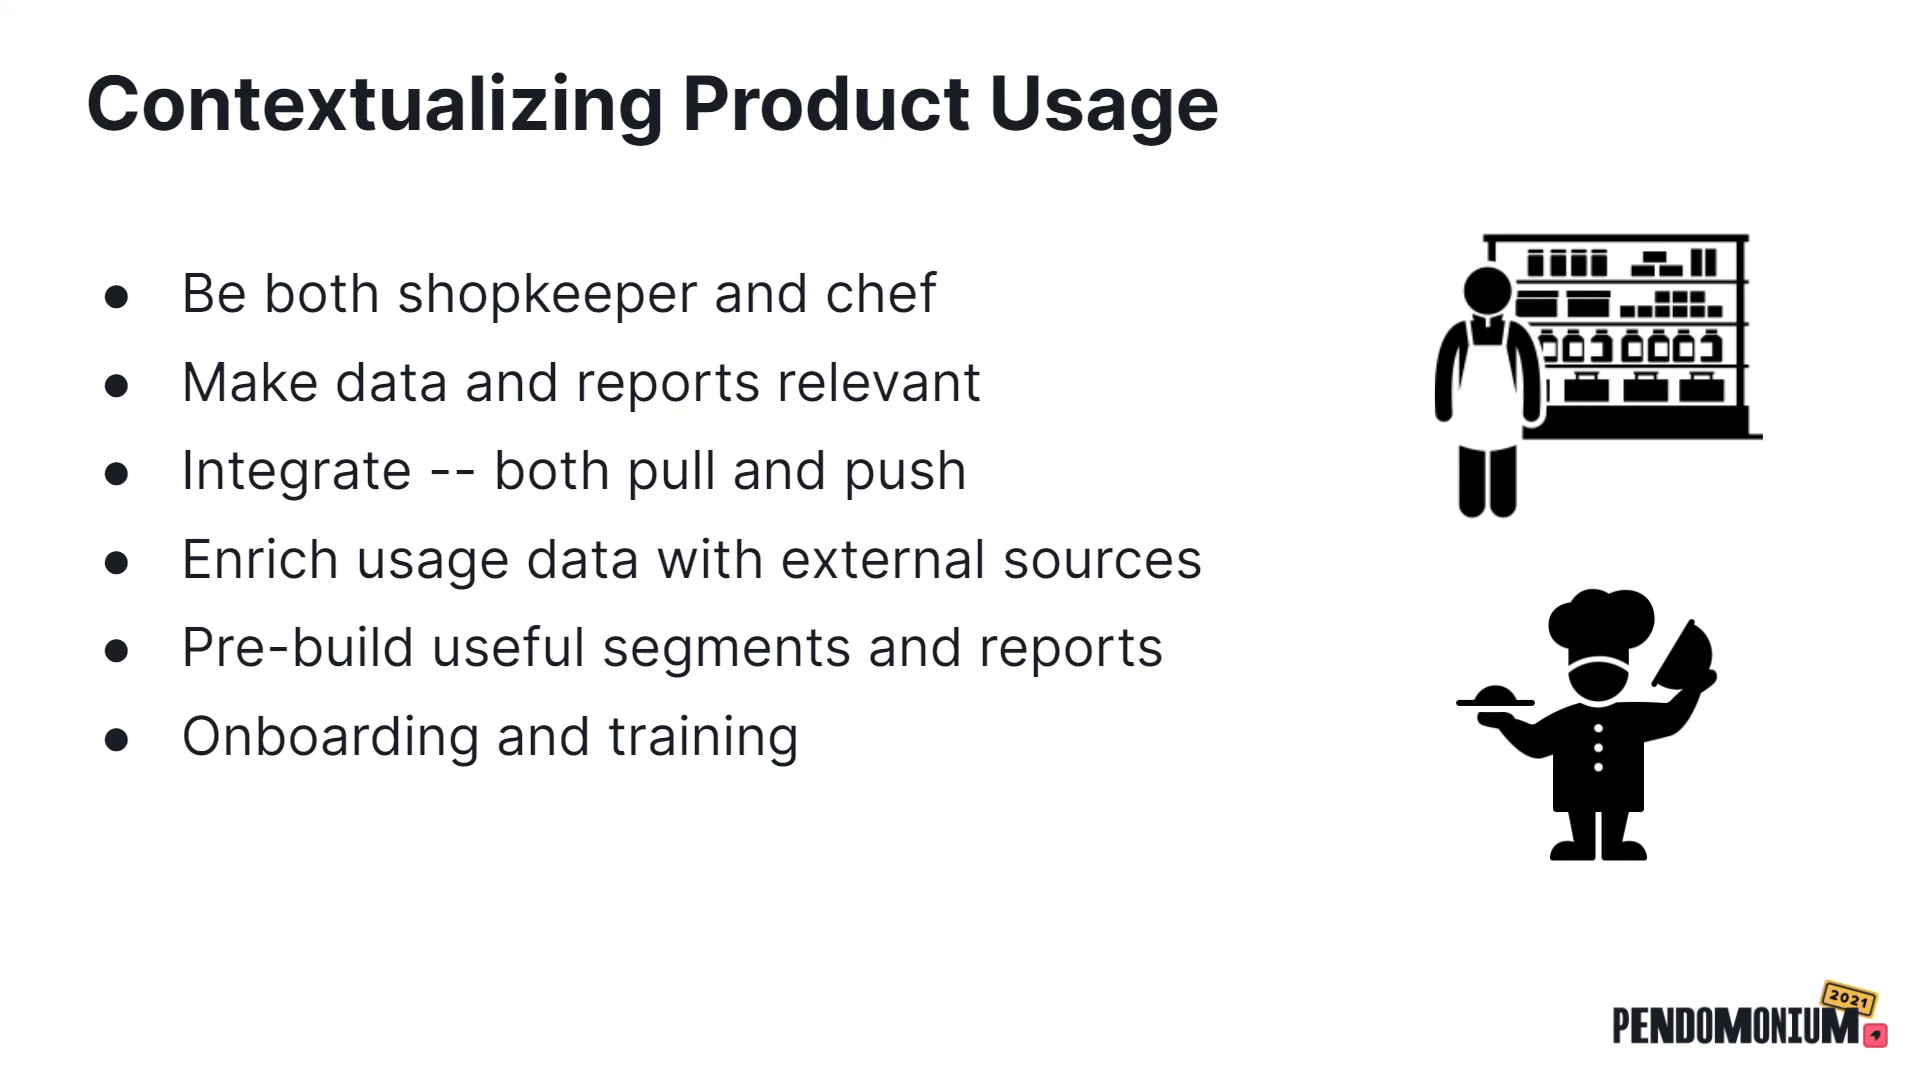 Contextualizing Product Usage
● Be both shopkeeper and chef
● Make data and reports relevant
● Integrate -- both pull and push
● Enrich usage data with external sources
● Pre-build useful segments and reports
● Onboarding and training
2021
PENDOMONIUM